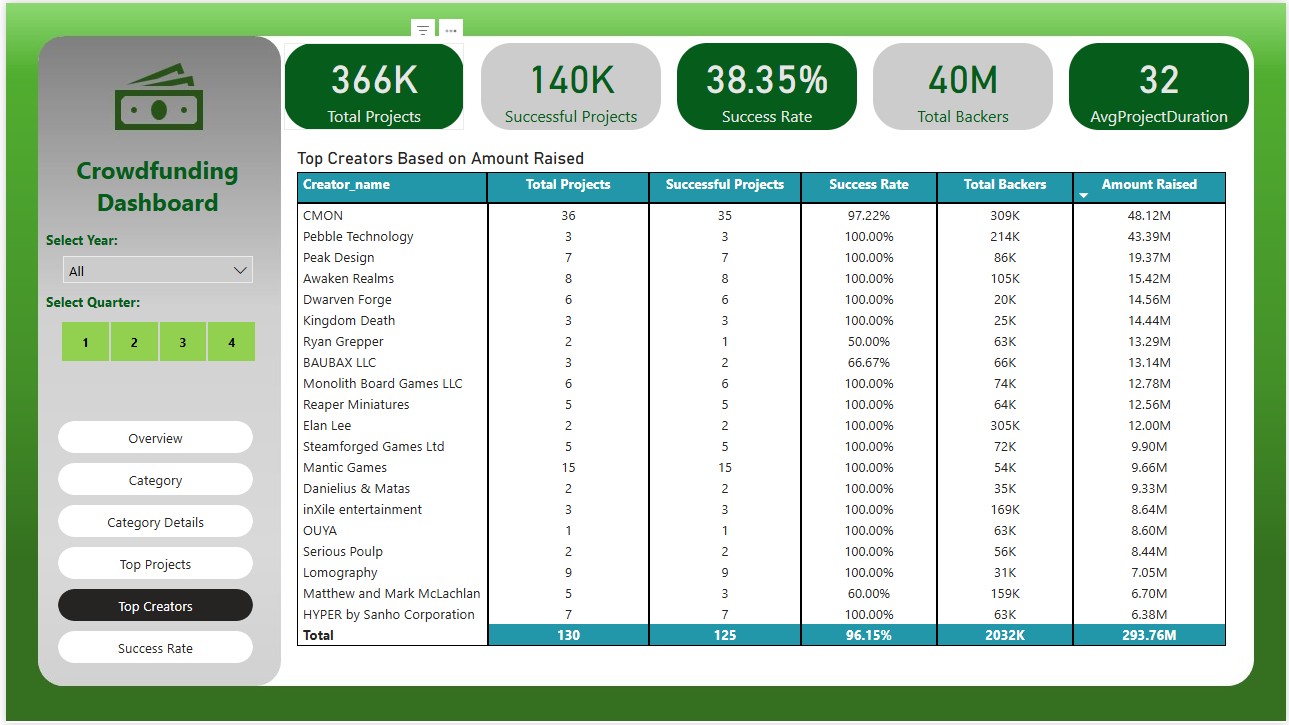 366K
Total Projects
140K
Successful Projects
38.35%
Success Rate
40M
Total Backers
32
AvgProjectDuration
Crowdfunding
Dashboard
Select Year:
All
Select Quarter:
1 2 3 4
Overview
Category
Category Details
Top Projects
Top Creators
Success Rate
Top Creators Based on Amount Raised
Creator_name Total Projects Successful Projects Success Rate Total Backers Amount Raised
CMON 36 35 97.22% 309K 48.12M
Pebble Technology 3 3 100.00% 214K 43.39M
Peak Design 7 7 100.00% 86K 19.37M
Awaken Realms 8 8 100.00% 105K 15.42M
Dwarven Forge 6 6 100.00% 20K 14.56M
Kingdom Death 3 3 100.00% 25K 14.44M
Ryan Grepper 2 1 50.00% 63K 13.29M
BAUBAX LLC 3 2 66.67% 66K 13.14M
Monolith Board Games LLC 6 6 100.00% 74K 12.78M
Reaper Miniatures 5 5 100.00% 64K 12.56M
Elan Lee 2 2 100.00% 305K 12.00M
Steamforged Games Ltd 5 5 100.00% 72K 9.90M
Mantic Games 15 15 100.00% 54K 9.66M
Danielius & Matas 2 2 100.00% 35K 9.33M
inXile entertainment 3 3 100.00% 169K 8.64M
OUYA 1 1 100.00% 63K 8.60M
Serious Poulp 2 2 100.00% 56K 8.44M
Lomography 9 9 100.00% 31K 7.05M
Matthew and Mark McLachlan 5 3 60.00% 159K 6.70M
HYPER by Sanho Corporation 7 7 100.00% 63K 6.38M
Total 130 125 96.15% 2032K 293.76M